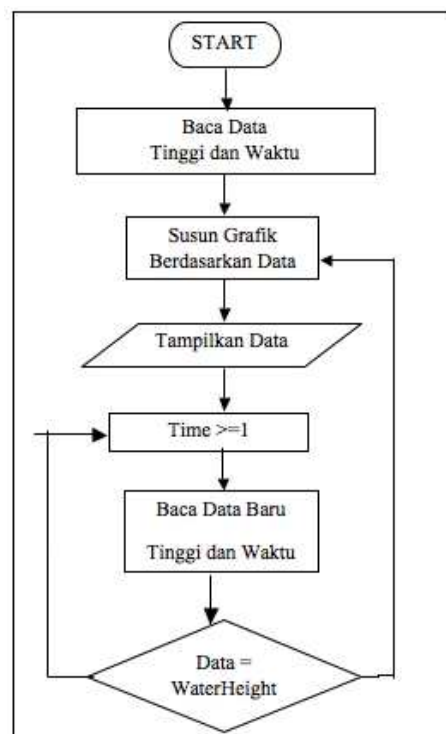 START
Baca Data
Tinggi dan Waktu
Susun Grafik
Berdasarkan Data
Tampilkan Data
Time >=1
Baca Data Baru
Tinggi dan Waktu
Data =
WaterHeight